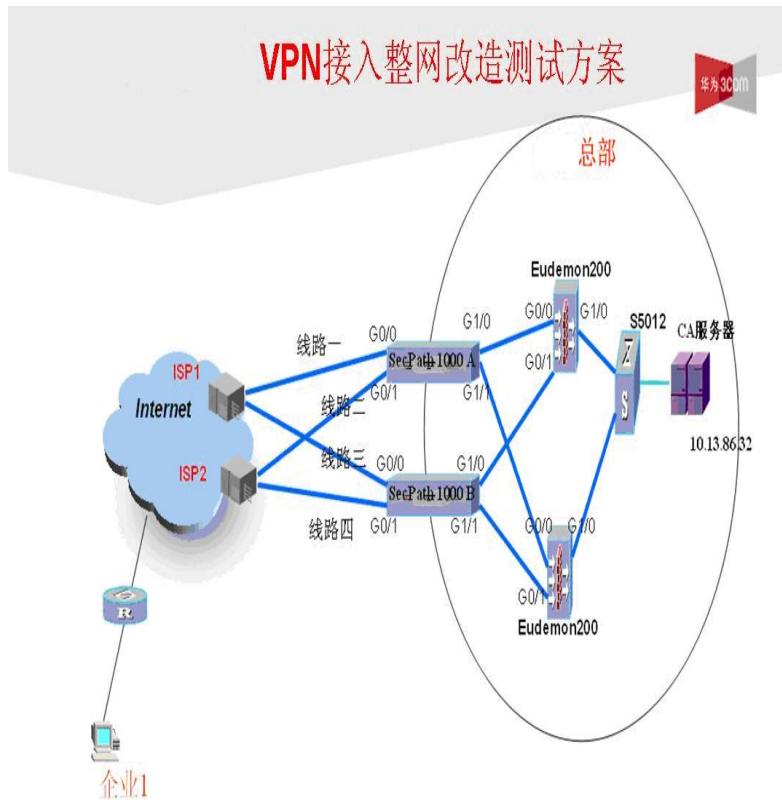 VPN接入整网改造测试方案
华为3Com
总部
Eudemon200
G0/0
G1/0
G0/1
S5012
CA服务器
10.13.86.32
线路一
G0/0
G1/0
SecPath 1000 A
G0/1
G1/1
ISP1
Internet
线路二
线路三
G0/0
G1/0
ISP2
SecPath 1000 B
线路四
G0/1
G1/1
G0/0
G1/0
G0/1
Eudemon200
Z
S
R
企业1